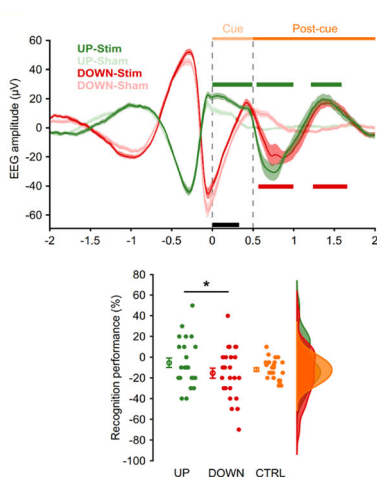 Cue Post-cue
UP-Stim
UP-Sham
DOWN-Stim
DOWN-Sham
EEG amplitude (µV)
60
40
20
0
-20
-40
-60
-2 -1.5 -1 -0.5 0 0.5 1 1.5 2
Recognition performance (%)
80
60
40
20
0
-20
-40
-60
-80
-100
*
UP DOWN CTRL